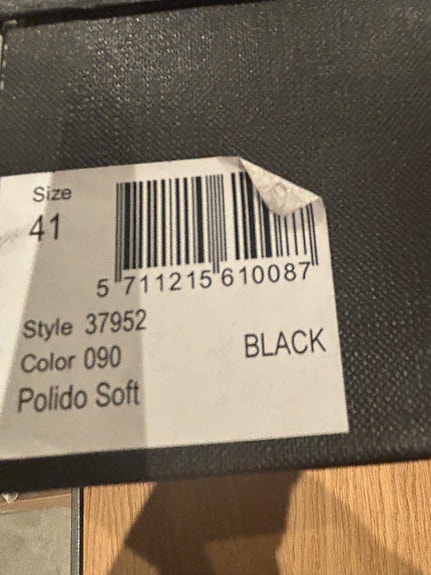 Size
41
5 711215 610087
Style 37952
Color 090
BLACK
Polido Soft